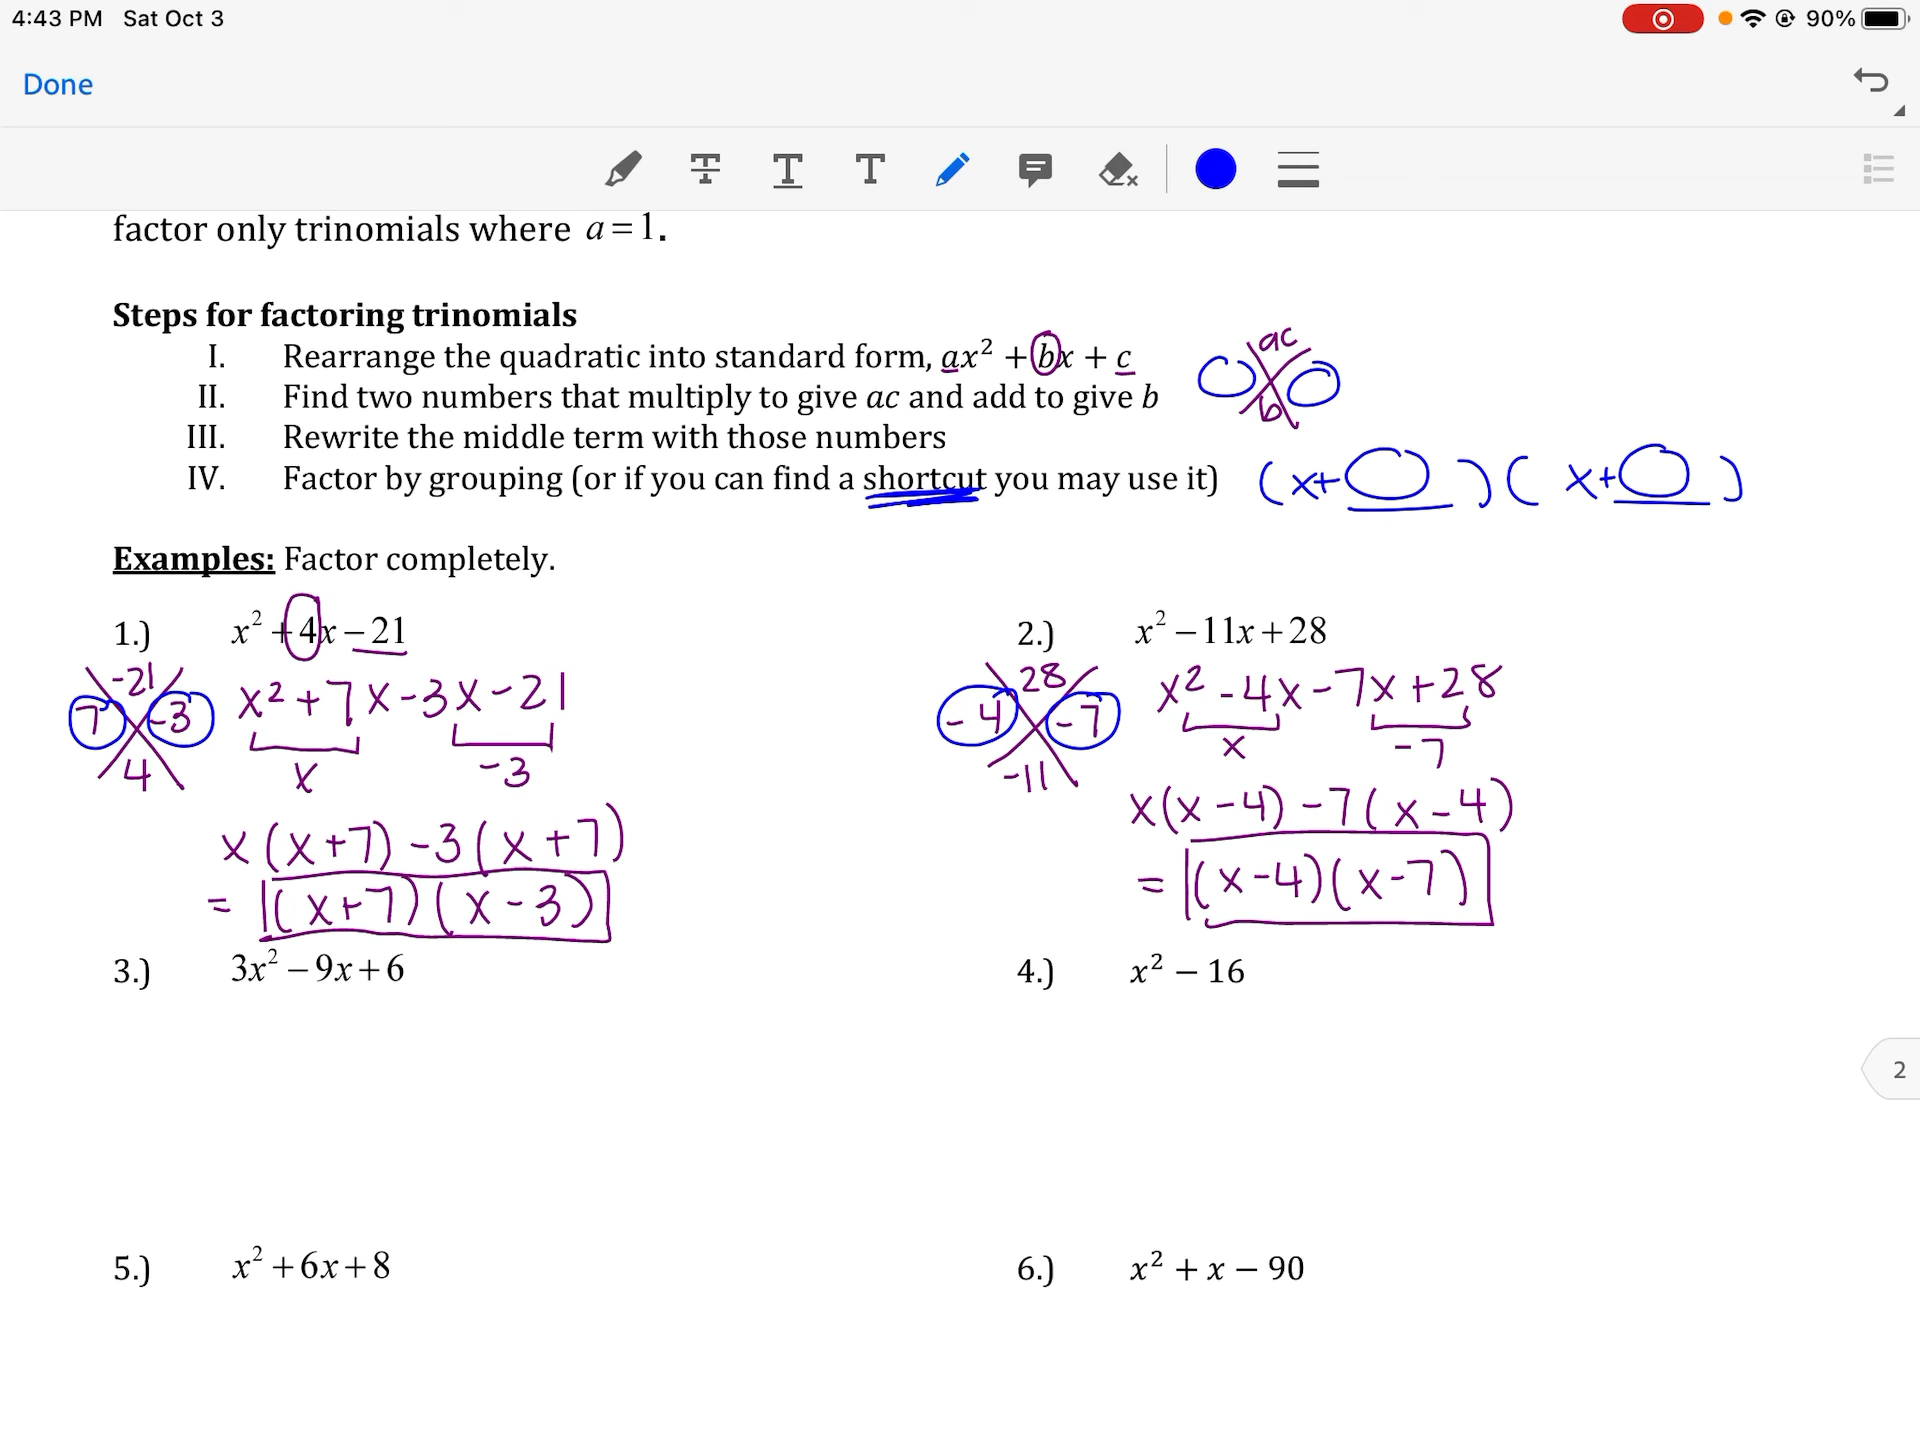 4:43 PM Sat Oct 3
90%
Done
T T T
factor only trinomials where a = 1.
Steps for factoring trinomials
I. Rearrange the quadratic into standard form, ax² + bx + c
ac
II. Find two numbers that multiply to give ac and add to give b
b
III. Rewrite the middle term with those numbers
IV. Factor by grouping (or if you can find a shortcut you may use it) (x+ ) ( x+ )
Examples: Factor completely.
1.) x² + 4x − 21
-21
7 -3
4
x² + 7x - 3x - 21
x -3
x(x+7) -3(x+7)
= (x+7)(x-3)
2.) x² − 11x + 28
28
-4 -7
-11
x² - 4x - 7x + 28
x -7
x(x-4) -7(x-4)
= (x-4)(x-7)
3.) 3x² − 9x + 6
4.) x² − 16
2
5.) x² + 6x + 8
6.) x² + x − 90